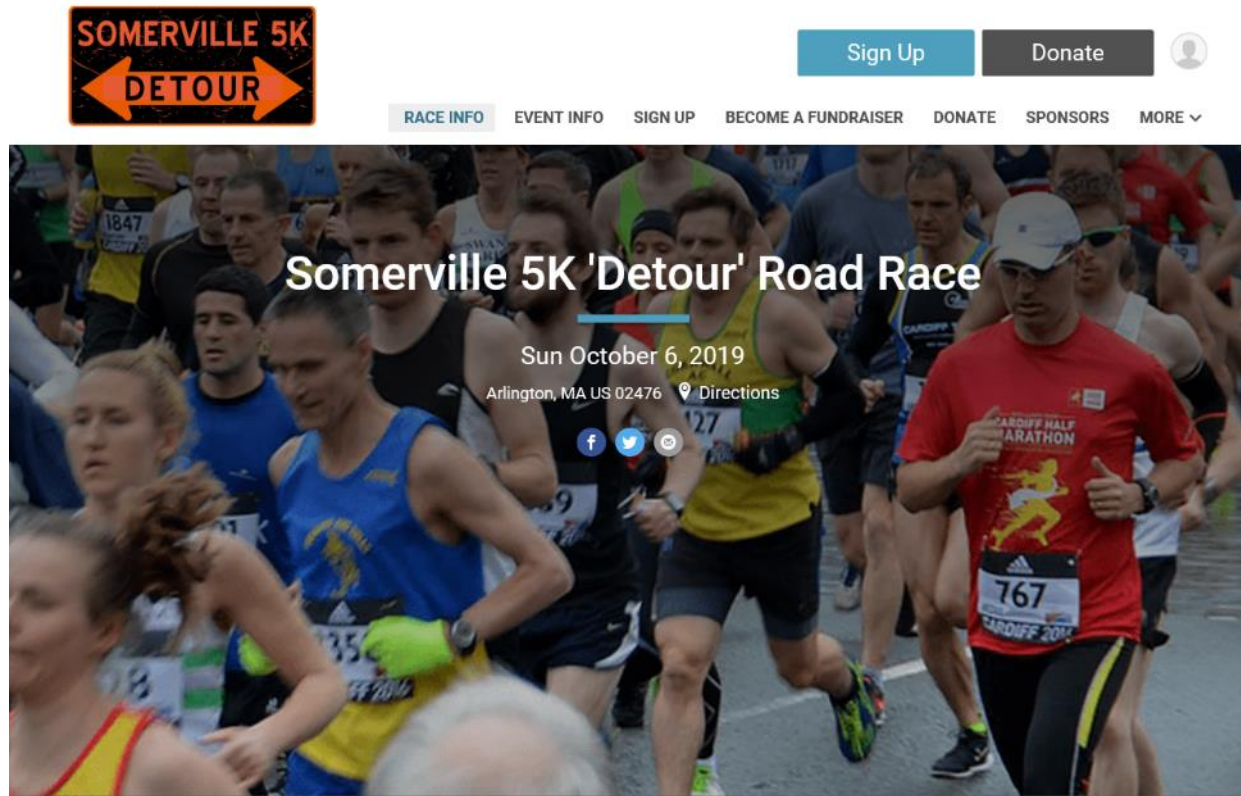 SOMERVILLE 5K
DETOUR
Sign Up
Donate
RACE INFO
EVENT INFO
SIGN UP
BECOME A FUNDRAISER
DONATE
SPONSORS
MORE
1847
1717
Somerville 5K 'Detour' Road Race
Sun October 6, 2019
Arlington, MA US 02476
Directions
f
CARDIFF HALF
MARATHON
767